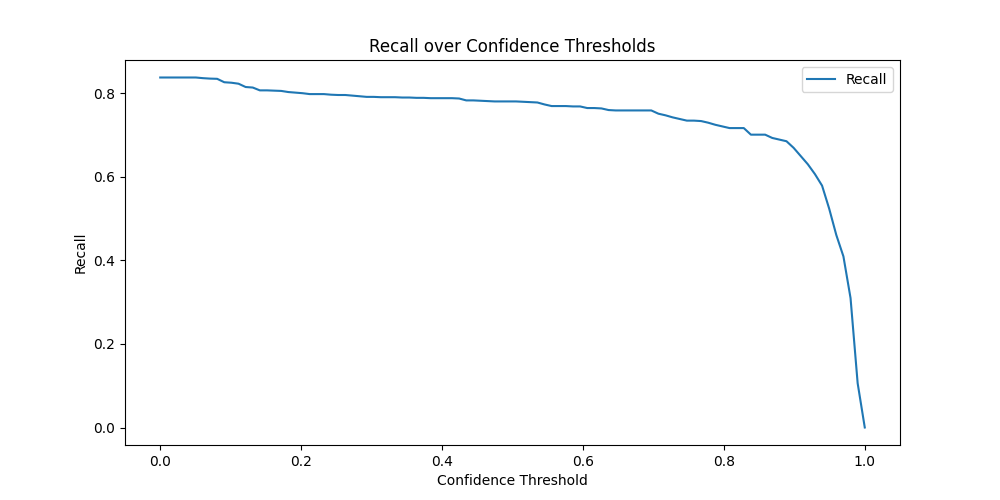 Recall over Confidence Thresholds
Recall
0.8
0.6
0.4
0.2
0.0
Recall
0.0 0.2 0.4 0.6 0.8 1.0
Confidence Threshold